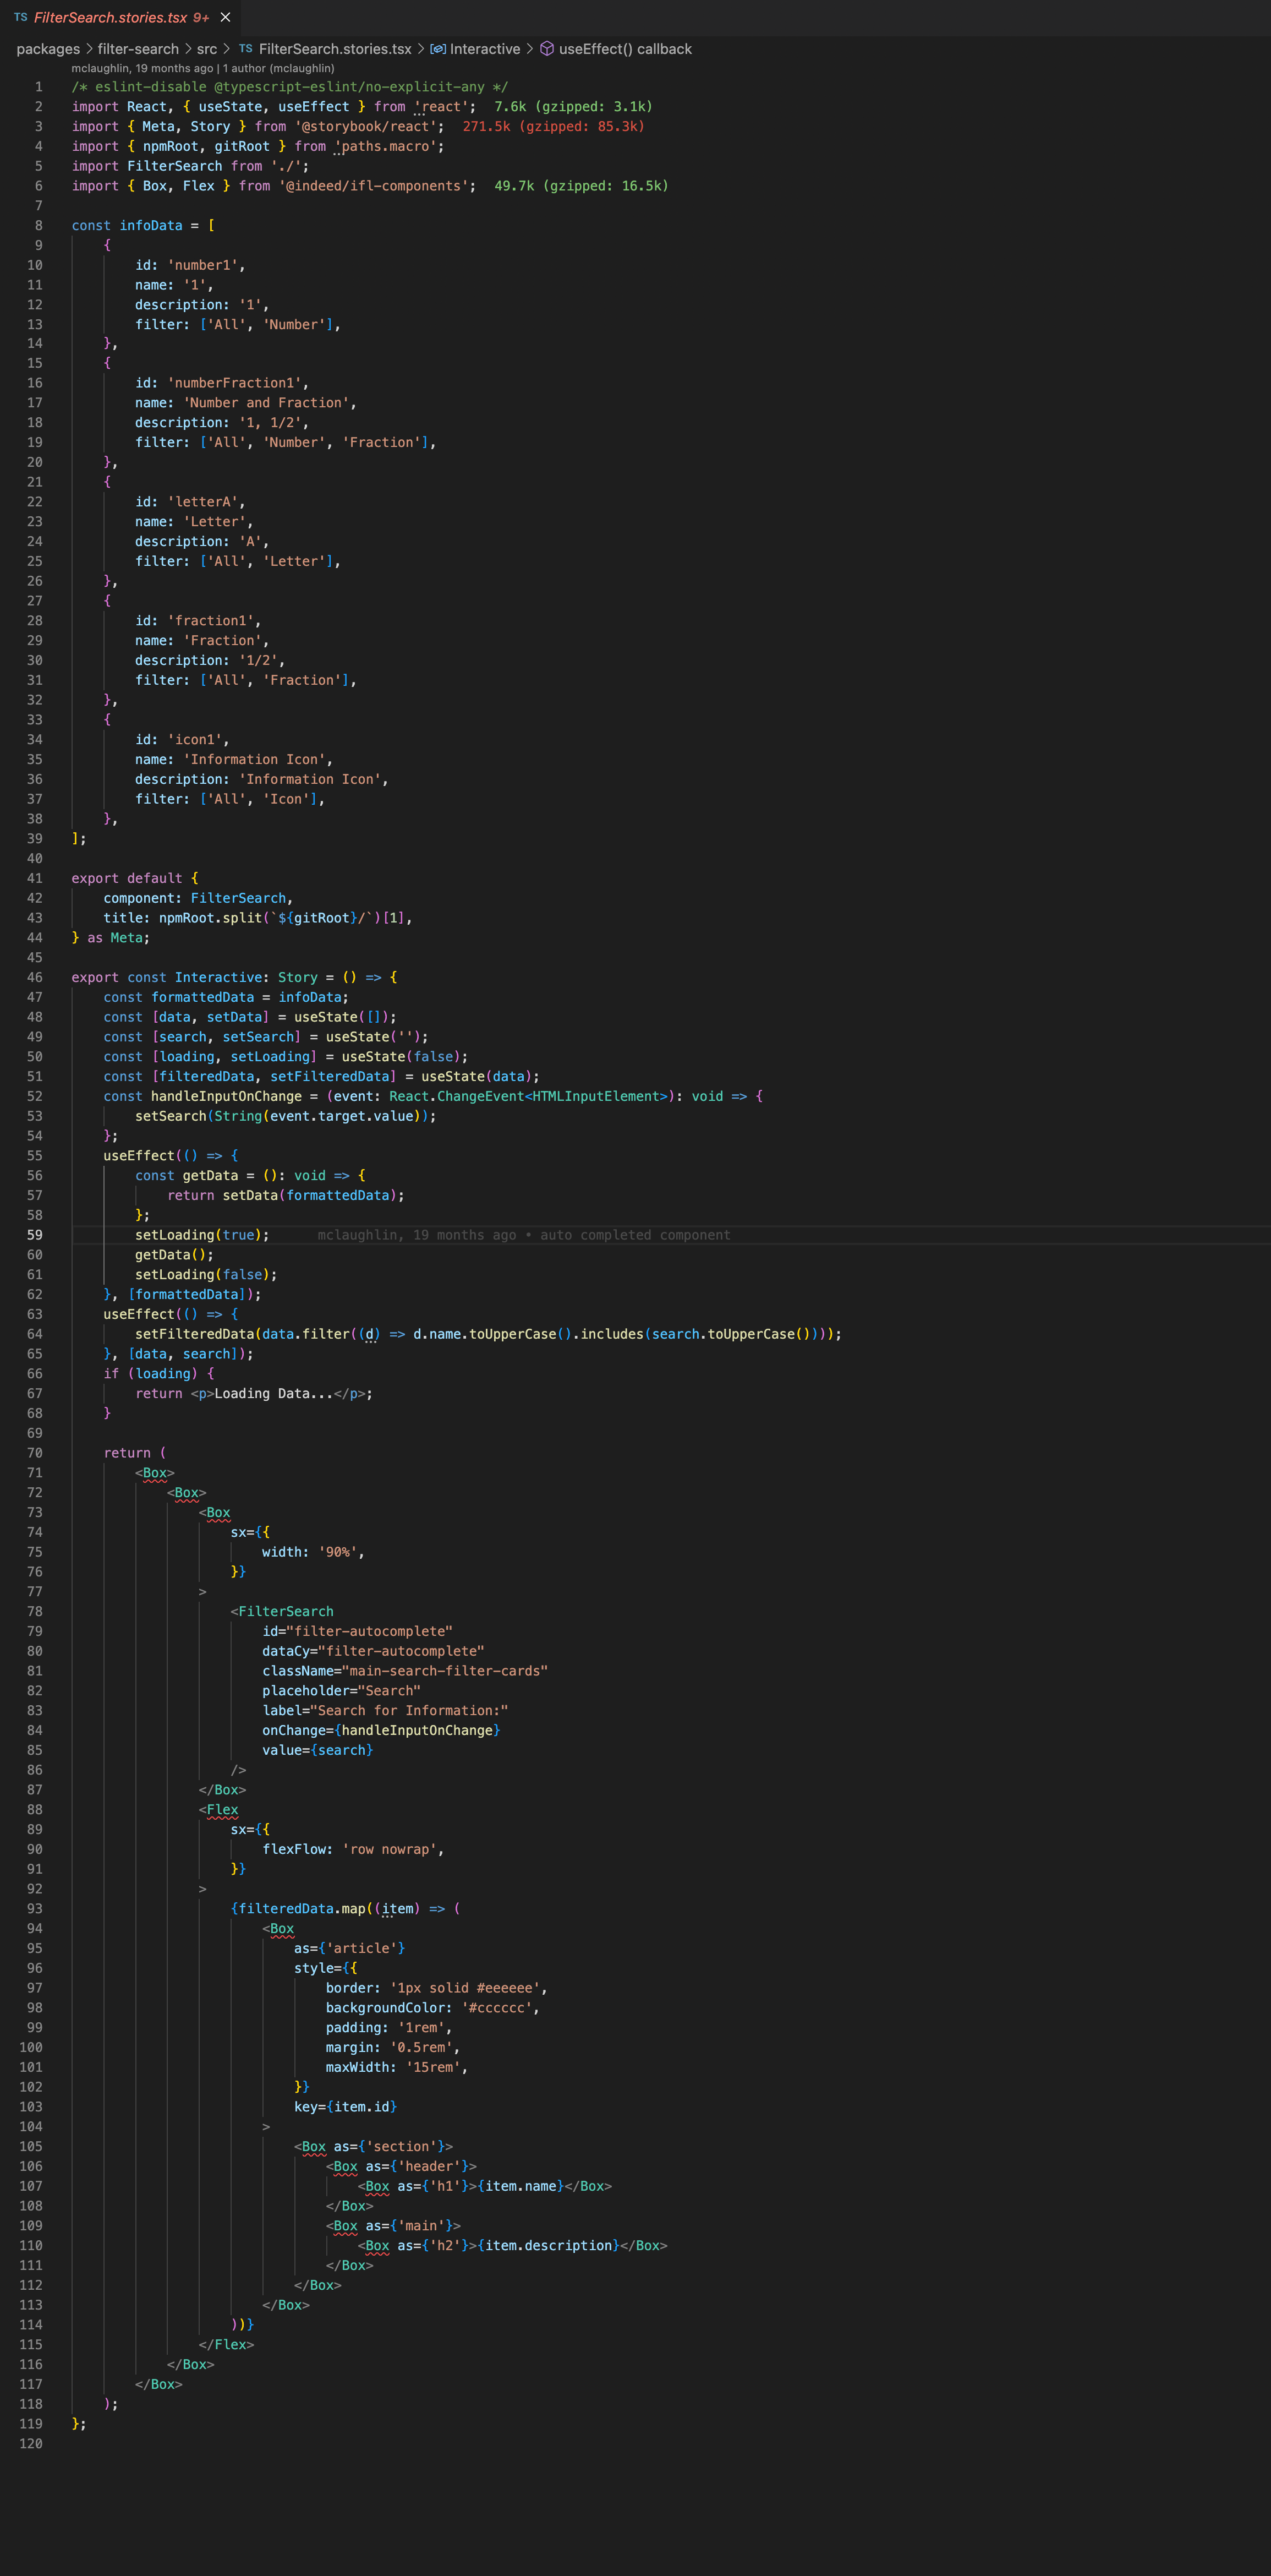 TS FilterSearch.stories.tsx 9+ ×
packages > filter-search > src > TS FilterSearch.stories.tsx > Interactive > useEffect() callback
mclaughlin, 19 months ago | 1 author (mclaughlin)
1 /* eslint-disable @typescript-eslint/no-explicit-any */
2 import React, { useState, useEffect } from 'react'; 7.6k (gzipped: 3.1k)
3 import { Meta, Story } from '@storybook/react'; 271.5k (gzipped: 85.3k)
4 import { npmRoot, gitRoot } from 'paths.macro';
5 import FilterSearch from './';
6 import { Box, Flex } from '@indeed/ifl-components'; 49.7k (gzipped: 16.5k)
7
8 const infoData = [
9     {
10         id: 'number1',
11         name: '1',
12         description: '1',
13         filter: ['All', 'Number'],
14     },
15     {
16         id: 'numberFraction1',
17         name: 'Number and Fraction',
18         description: '1, 1/2',
19         filter: ['All', 'Number', 'Fraction'],
20     },
21     {
22         id: 'letterA',
23         name: 'Letter',
24         description: 'A',
25         filter: ['All', 'Letter'],
26     },
27     {
28         id: 'fraction1',
29         name: 'Fraction',
30         description: '1/2',
31         filter: ['All', 'Fraction'],
32     },
33     {
34         id: 'icon1',
35         name: 'Information Icon',
36         description: 'Information Icon',
37         filter: ['All', 'Icon'],
38     },
39 ];
40
41 export default {
42     component: FilterSearch,
43     title: npmRoot.split(`${gitRoot}/`)[1],
44 } as Meta;
45
46 export const Interactive: Story = () => {
47     const formattedData = infoData;
48     const [data, setData] = useState([]);
49     const [search, setSearch] = useState('');
50     const [loading, setLoading] = useState(false);
51     const [filteredData, setFilteredData] = useState(data);
52     const handleInputOnChange = (event: React.ChangeEvent<HTMLInputElement>): void => {
53         setSearch(String(event.target.value));
54     };
55     useEffect(() => {
56         const getData = (): void => {
57             return setData(formattedData);
58         };
59         setLoading(true); mclaughlin, 19 months ago • auto completed component
60         getData();
61         setLoading(false);
62     }, [formattedData]);
63     useEffect(() => {
64         setFilteredData(data.filter((d) => d.name.toUpperCase().includes(search.toUpperCase())));
65     }, [data, search]);
66     if (loading) {
67         return <p>Loading Data...</p>;
68     }
69
70     return (
71         <Box>
72             <Box>
73                 <Box
74                     sx={{
75                         width: '90%',
76                     }}
77                 >
78                     <FilterSearch
79                         id="filter-autocomplete"
80                         dataCy="filter-autocomplete"
81                         className="main-search-filter-cards"
82                         placeholder="Search"
83                         label="Search for Information:"
84                         onChange={handleInputOnChange}
85                         value={search}
86                     />
87                 </Box>
88                 <Flex
89                     sx={{
90                         flexFlow: 'row nowrap',
91                     }}
92                 >
93                     {filteredData.map((item) => (
94                         <Box
95                             as={'article'}
96                             style={{
97                                 border: '1px solid #eeeeee',
98                                 backgroundColor: '#cccccc',
99                                 padding: '1rem',
100                                 margin: '0.5rem',
101                                 maxWidth: '15rem',
102                             }}
103                             key={item.id}
104                         >
105                             <Box as={'section'}>
106                                 <Box as={'header'}>
107                                     <Box as={'h1'}>{item.name}</Box>
108                                 </Box>
109                                 <Box as={'main'}>
110                                     <Box as={'h2'}>{item.description}</Box>
111                                 </Box>
112                             </Box>
113                         </Box>
114                     ))}
115                 </Flex>
116             </Box>
117         </Box>
118     );
119 };
120